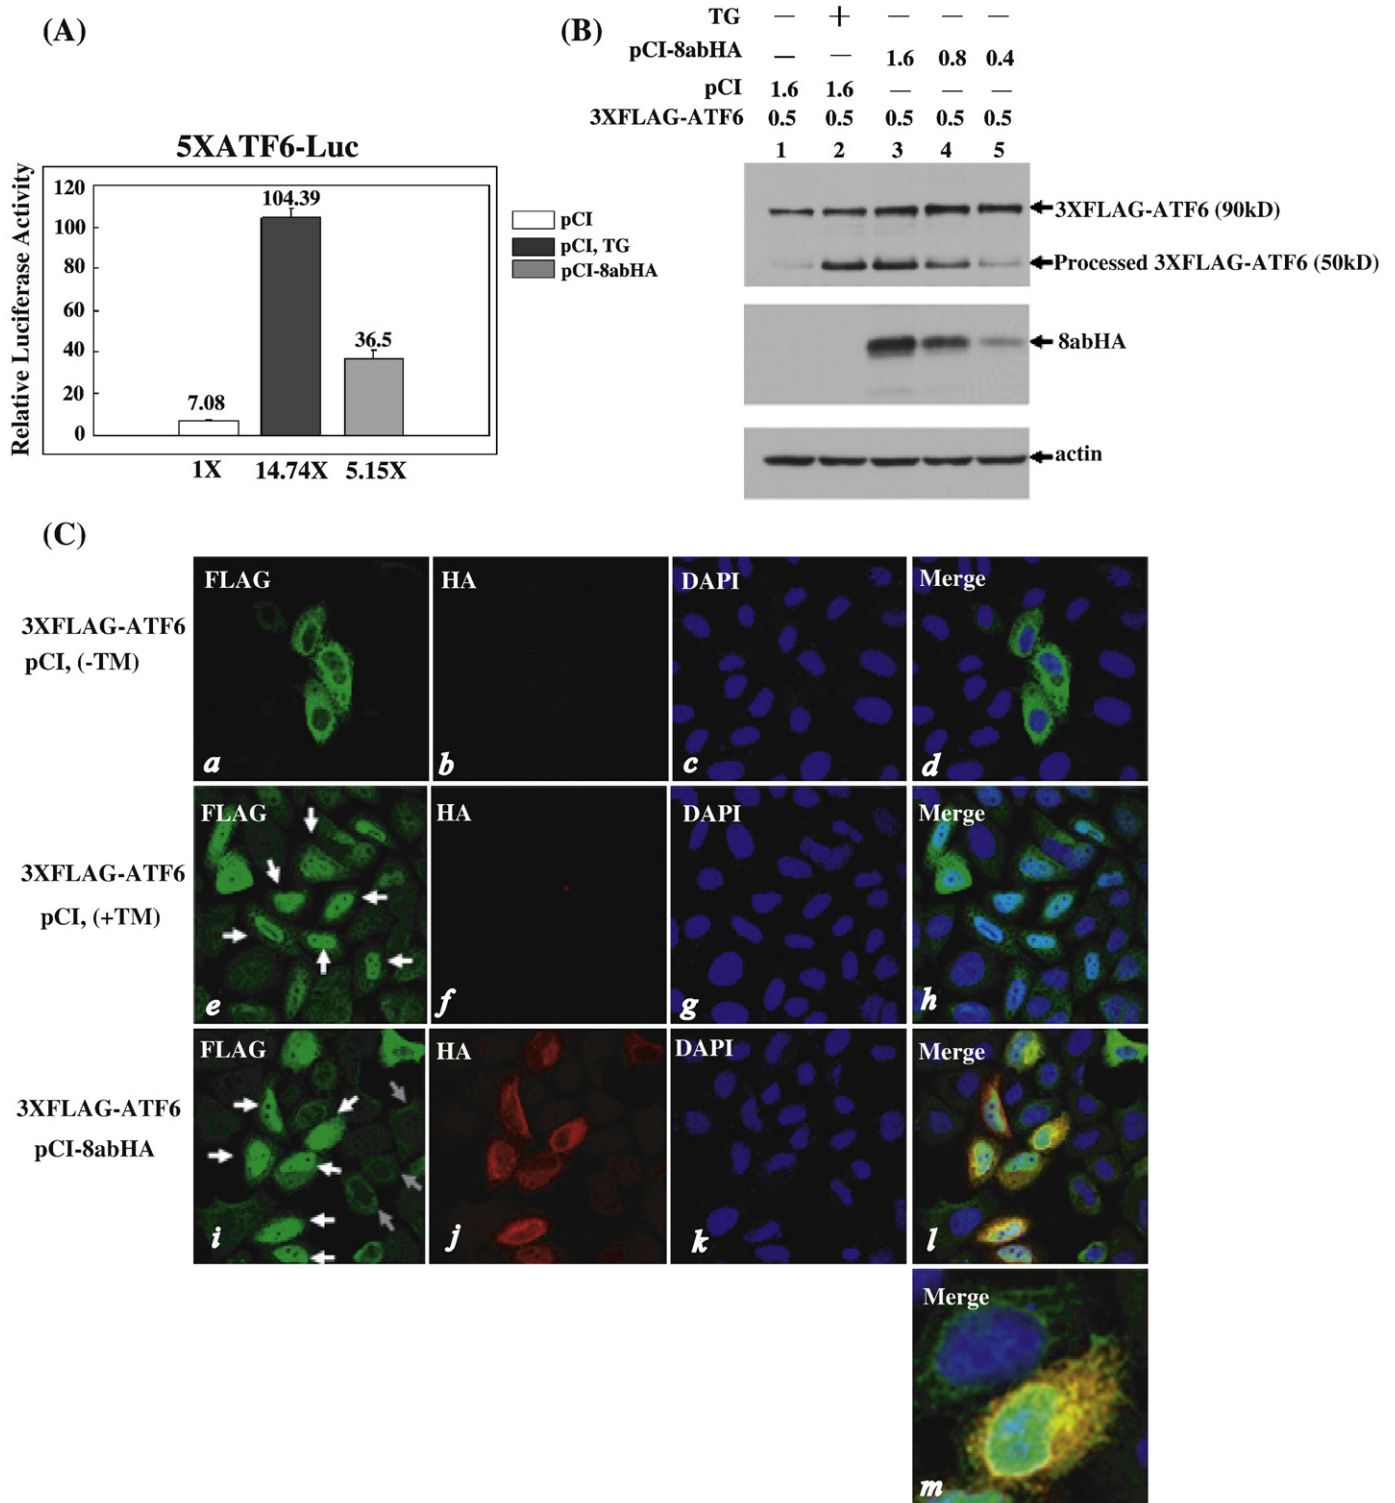 (A)
5XATF6-Luc
Relative Luciferase Activity
120
100
80
60
40
20
0
7.08
104.39
36.5
1X 14.74X 5.15X
pCI
pCI, TG
pCI-8abHA
(B)
TG — + — — —
pCI-8abHA — — 1.6 0.8 0.4
pCI 1.6 1.6 — — —
3XFLAG-ATF6 0.5 0.5 0.5 0.5 0.5
1 2 3 4 5
3XFLAG-ATF6 (90kD)
Processed 3XFLAG-ATF6 (50kD)
8abHA
actin
(C)
3XFLAG-ATF6
pCI, (-TM)
FLAG HA DAPI Merge
a b c d
3XFLAG-ATF6
pCI, (+TM)
FLAG HA DAPI Merge
e f g h
3XFLAG-ATF6
pCI-8abHA
FLAG HA DAPI Merge
i j k l
Merge
m